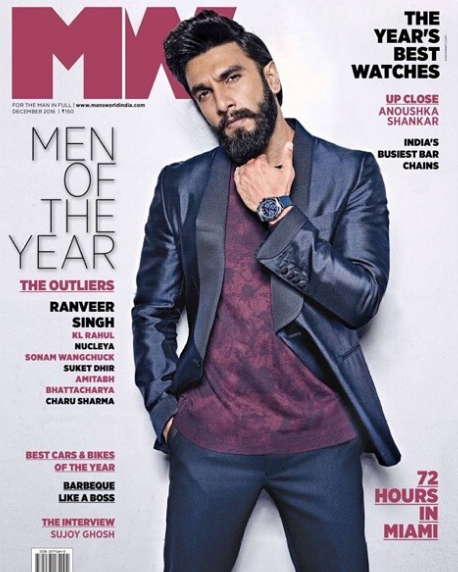 MW
FOR THE MAN IN FULL | www.mansworldindia.com
DECEMBER 2016 | ₹150
THE
YEAR'S
BEST
WATCHES
UP CLOSE
ANOUSHKA
SHANKAR
INDIA'S
BUSIEST BAR
CHAINS
MEN
OF
THE
YEAR
THE OUTLIERS
RANVEER
SINGH
KL RAHUL
NUCLEYA
SONAM WANGCHUCK
SUKET DHIR
AMITABH
BHATTACHARYA
CHARU SHARMA
BEST CARS & BIKES
OF THE YEAR
BARBEQUE
LIKE A BOSS
THE INTERVIEW
SUJOY GHOSH
72
HOURS
IN
MIAMI